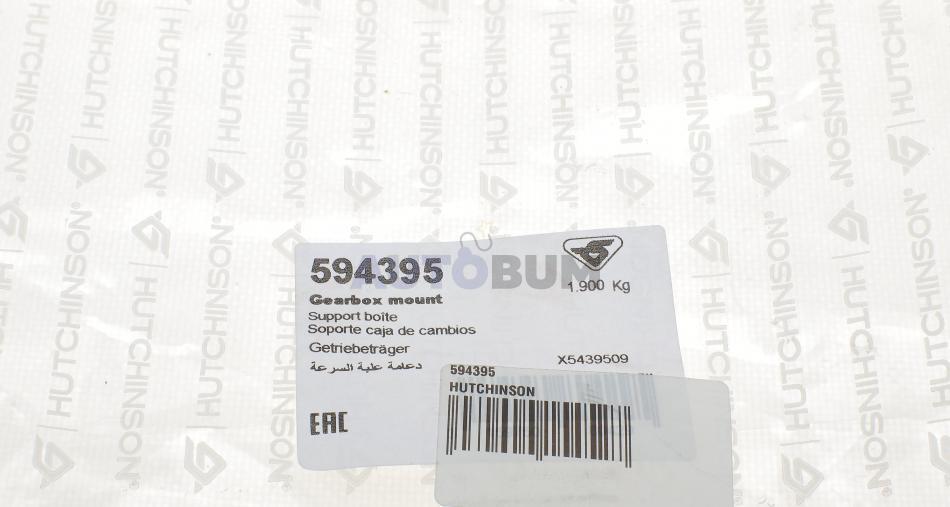 HUTCHINSON®
594395
AUTOBUM
1.900 Kg
Gearbox mount
Support boîte
Soporte caja de cambios
Getriebeträger
X5439509
دعامة علبة السرعة
EAC
594395
HUTCHINSON